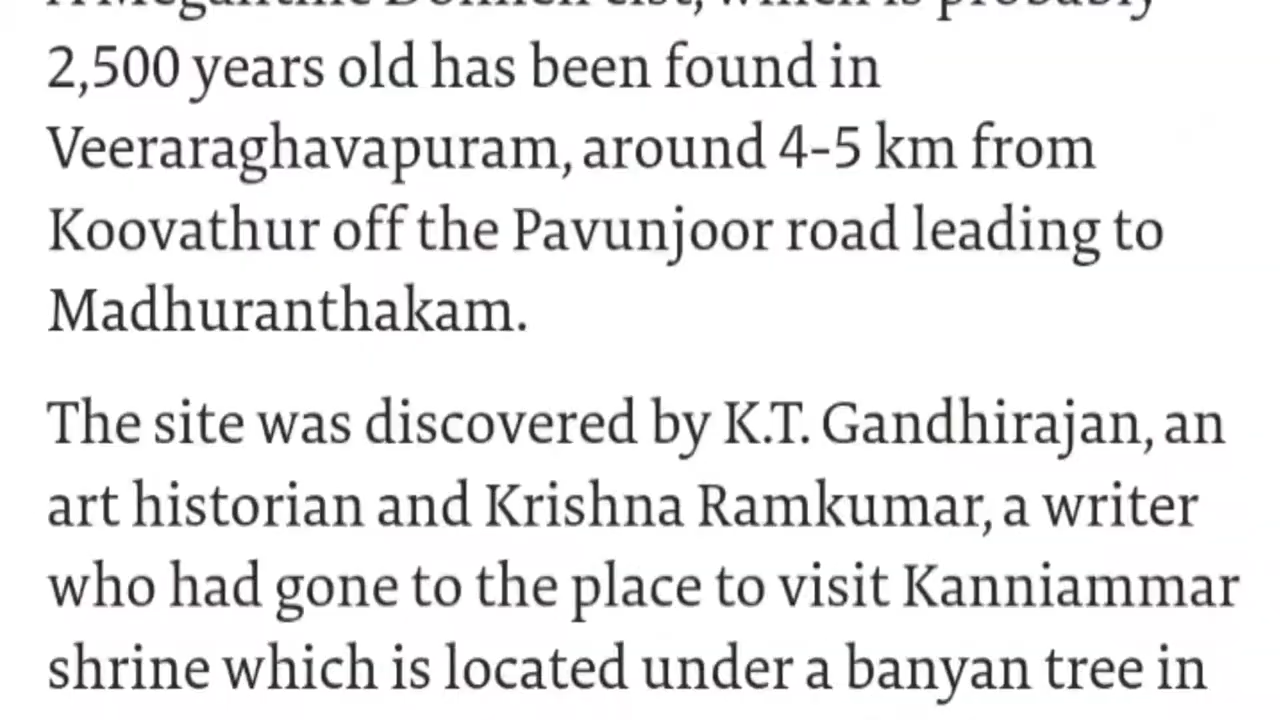 2,500 years old has been found in
Veeraraghavapuram, around 4-5 km from
Koovathur off the Pavunjoor road leading to
Madhuranthakam.
The site was discovered by K.T. Gandhirajan, an
art historian and Krishna Ramkumar, a writer
who had gone to the place to visit Kanniammar
shrine which is located under a banyan tree in